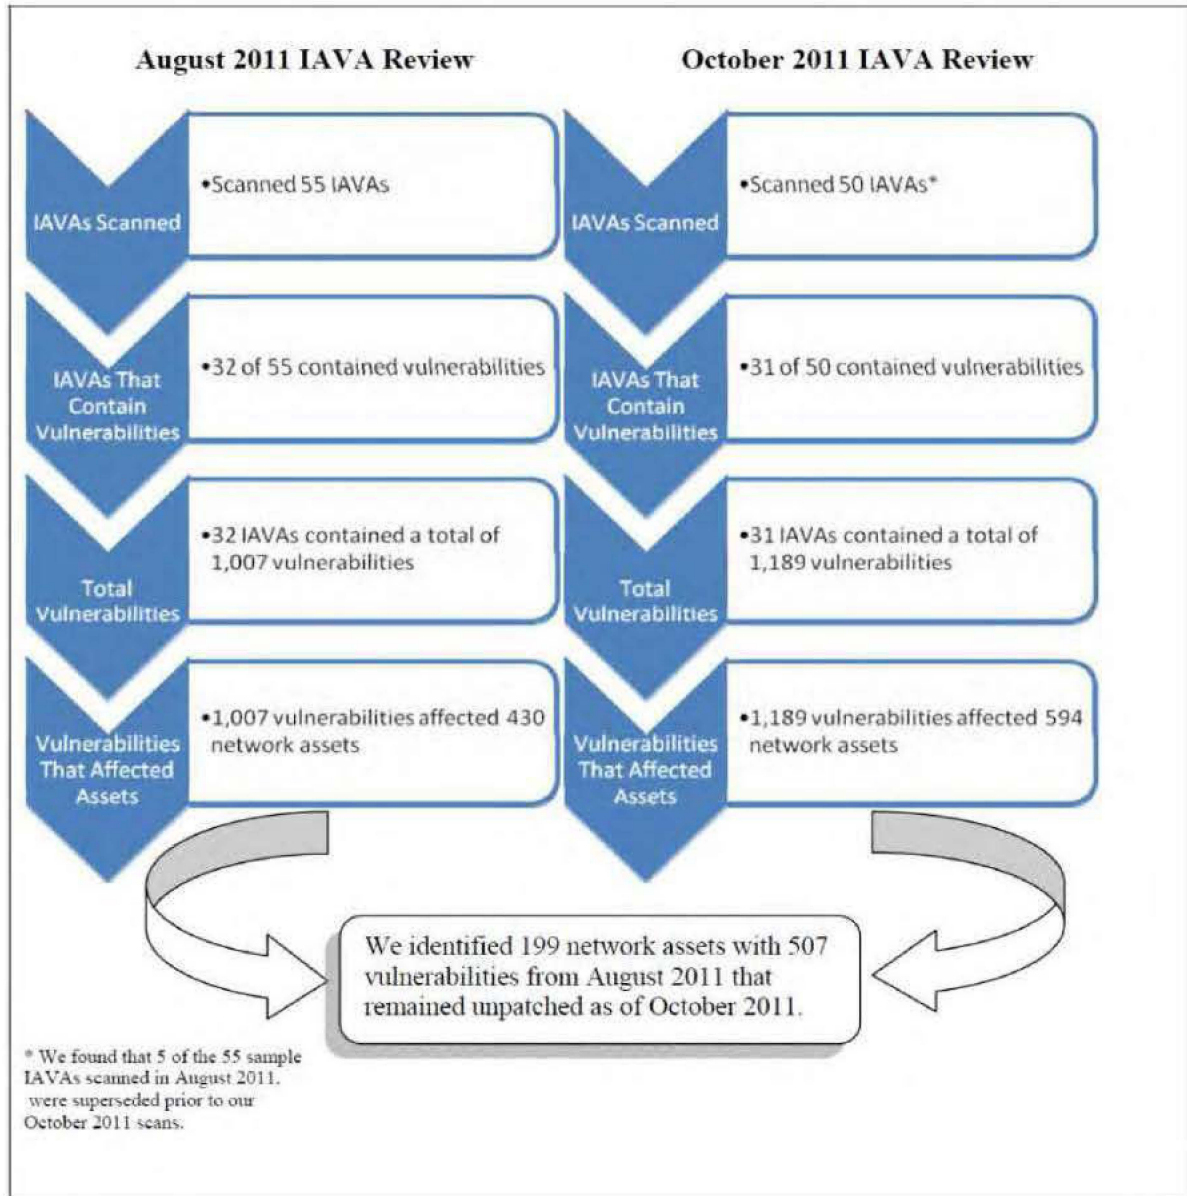 August 2011 IAVA Review
IAVAs Scanned
•Scanned 55 IAVAs
IAVAs That
Contain
Vulnerabilities
•32 of 55 contained vulnerabilities
Total
Vulnerabilities
•32 IAVAs contained a total of
1,007 vulnerabilities
Vulnerabilities
That Affected
Assets
•1,007 vulnerabilities affected 430
network assets
October 2011 IAVA Review
IAVAs Scanned
•Scanned 50 IAVAs*
IAVAs That
Contain
Vulnerabilities
•31 of 50 contained vulnerabilities
Total
Vulnerabilities
•31 IAVAs contained a total of
1,189 vulnerabilities
Vulnerabilities
That Affected
Assets
•1,189 vulnerabilities affected 594
network assets
We identified 199 network assets with 507
vulnerabilities from August 2011 that
remained unpatched as of October 2011.
* We found that 5 of the 55 sample
IAVAs scanned in August 2011,
were superseded prior to our
October 2011 scans.